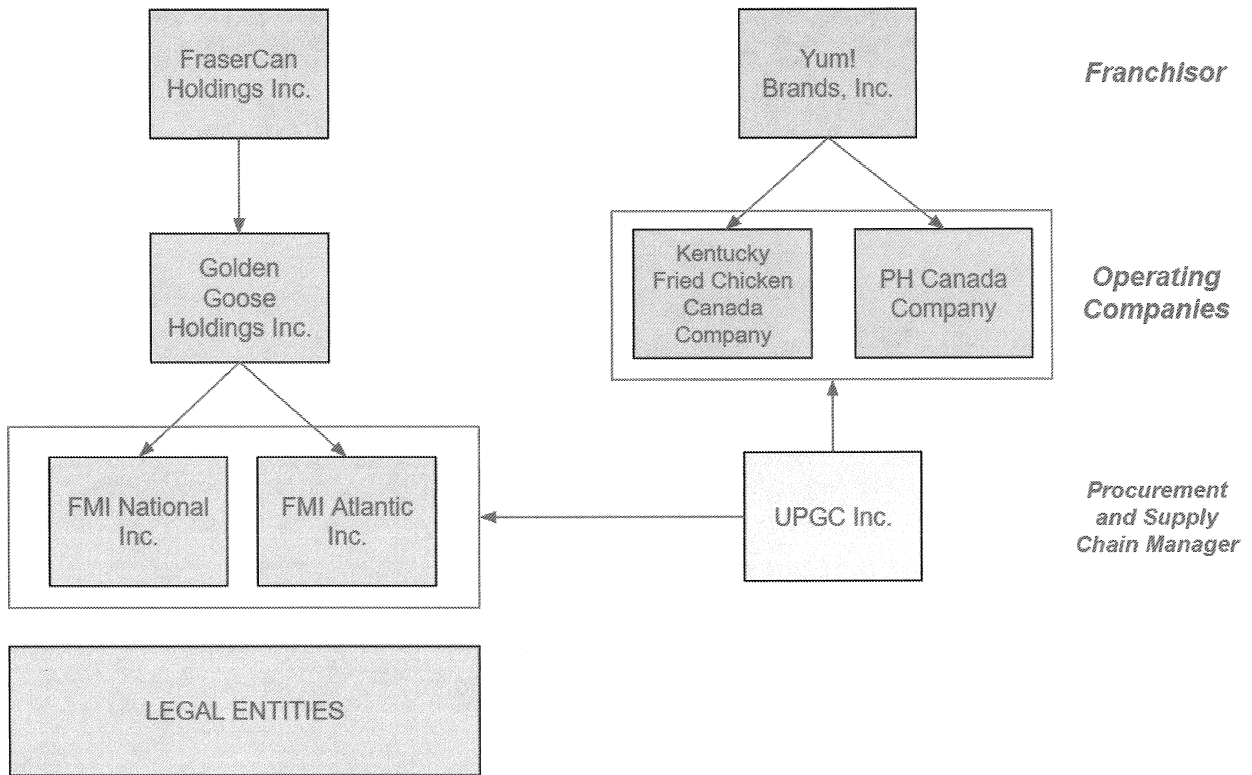 FraserCan
Holdings Inc.
Yum!
Brands, Inc.
Franchisor
Golden
Goose
Holdings Inc.
Kentucky
Fried Chicken
Canada
Company
PH Canada
Company
Operating
Companies
FMI National
Inc.
FMI Atlantic
Inc.
UPGC Inc.
Procurement
and Supply
Chain Manager
LEGAL ENTITIES